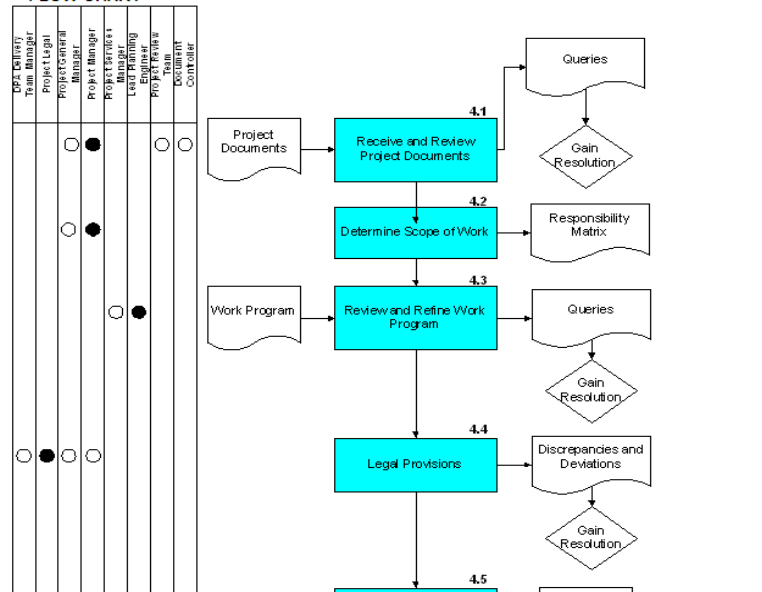 FLOW CHART
DPA Delivery
Team Manager
Project Legal
Project General
Manager
Project Manager
Project Services
Manager
Lead Planning
Engineer
Project Review
Team
Document
Controller
4.1
Project
Documents
Receive and Review
Project Documents
Queries
Gain
Resolution
4.2
Determine Scope of Work
Responsibility
Matrix
4.3
Work Program
Review and Refine Work
Program
Queries
Gain
Resolution
4.4
Legal Provisions
Discrepancies and
Deviations
Gain
Resolution
4.5